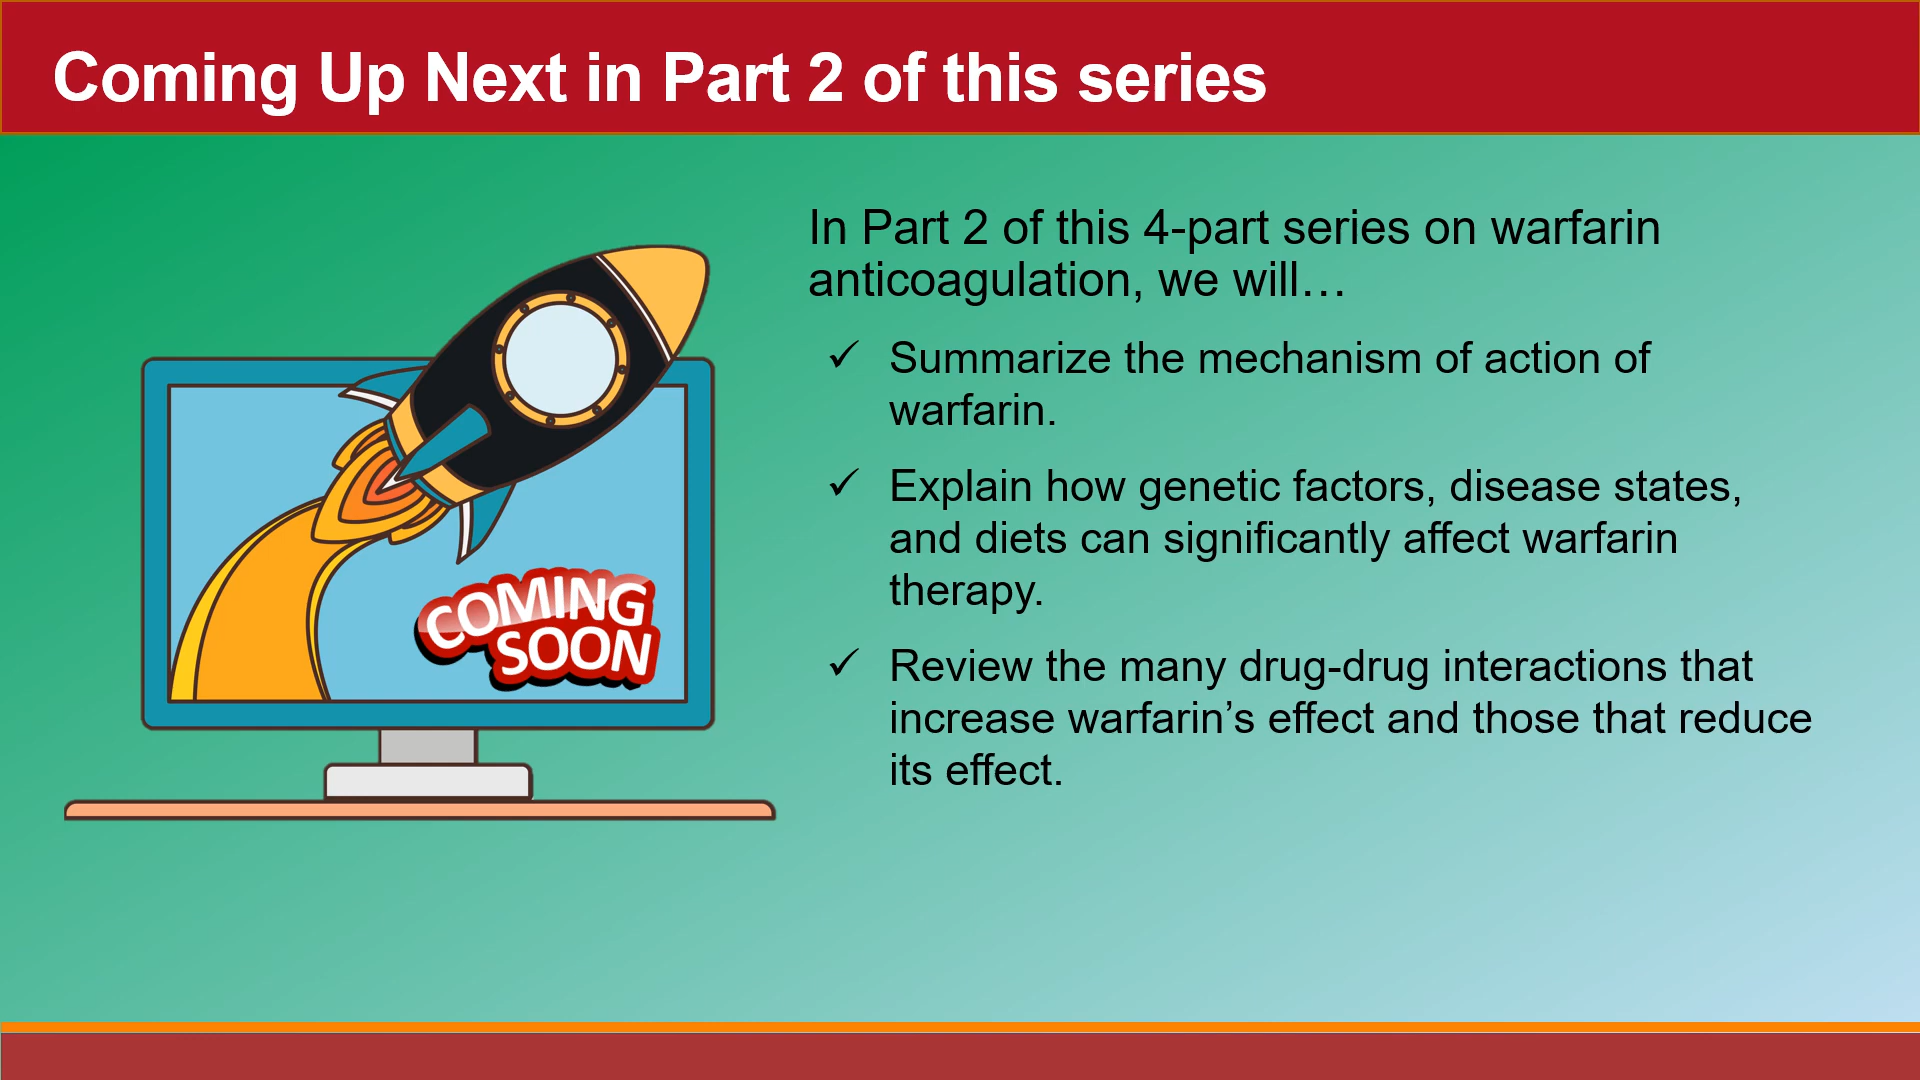 Coming Up Next in Part 2 of this series
In Part 2 of this 4-part series on warfarin
anticoagulation, we will…
✓ Summarize the mechanism of action of
warfarin.
✓ Explain how genetic factors, disease states,
and diets can significantly affect warfarin
therapy.
✓ Review the many drug-drug interactions that
increase warfarin’s effect and those that reduce
its effect.
COMING
SOON